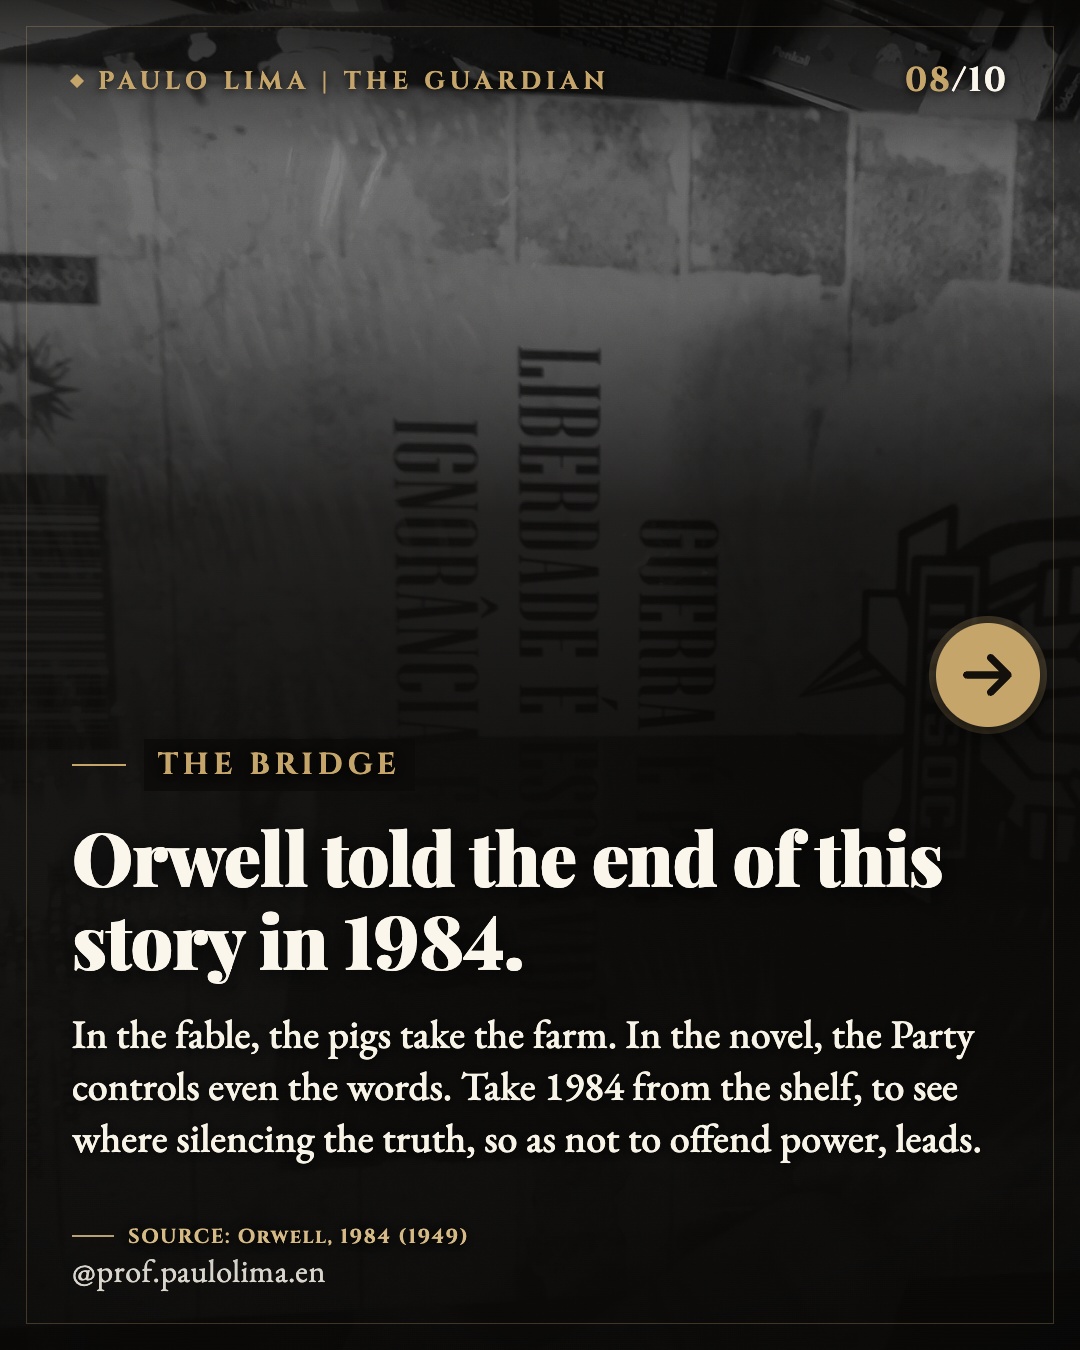 PAULO LIMA | THE GUARDIAN
08/10
GUERRA É
LIBERDADE É
IGNORÂNCIA
THE BRIDGE
Orwell told the end of this
story in 1984.
In the fable, the pigs take the farm. In the novel, the Party
controls even the words. Take 1984 from the shelf, to see
where silencing the truth, so as not to offend power, leads.
SOURCE: ORWELL, 1984 (1949)
@prof.paulolima.en